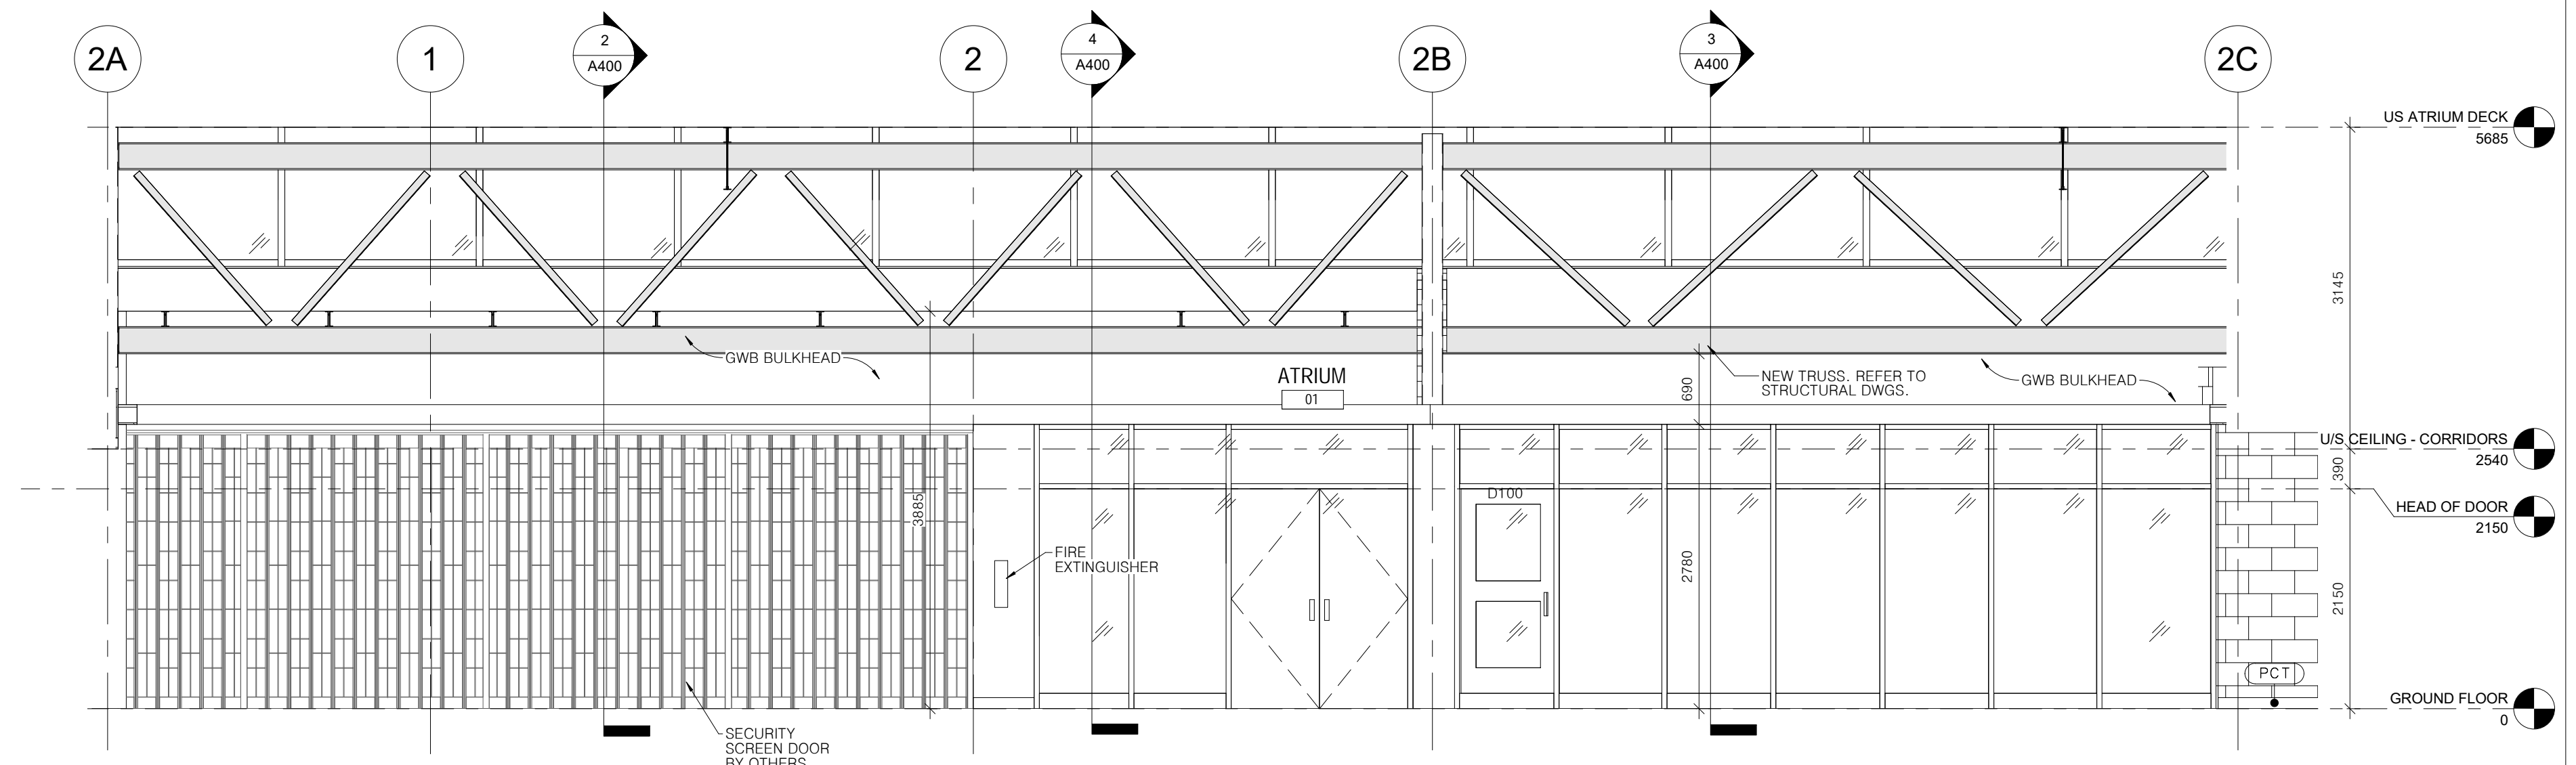 2A
1
2
A400
2
4
A400
2B
3
A400
2C
US ATRIUM DECK
5685
3145
GWB BULKHEAD
ATRIUM
01
690
NEW TRUSS. REFER TO
STRUCTURAL DWGS.
GWB BULKHEAD
U/S CEILING - CORRIDORS
2540
390
3885
D100
HEAD OF DOOR
2150
FIRE
EXTINGUISHER
2780
2150
PCT
GROUND FLOOR
0
SECURITY
SCREEN DOOR
BY OTHERS